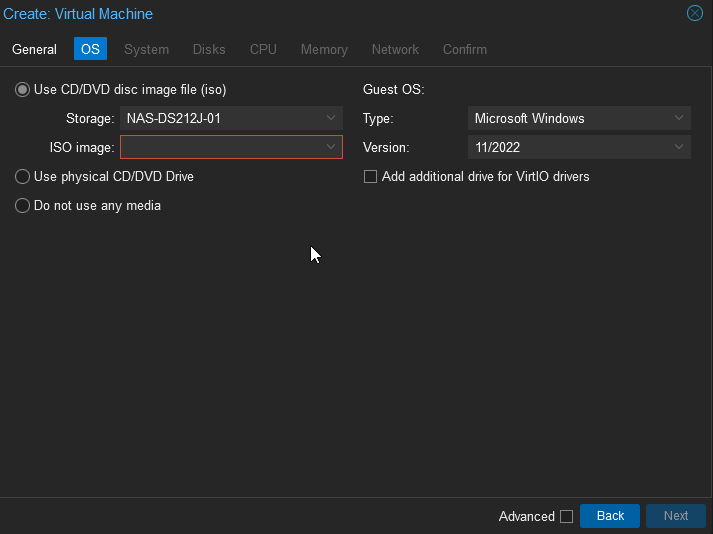 Create: Virtual Machine
General OS System Disks CPU Memory Network Confirm
Use CD/DVD disc image file (iso) Guest OS:
Storage: NAS-DS212J-01 Type: Microsoft Windows
ISO image: Version: 11/2022
Use physical CD/DVD Drive Add additional drive for VirtIO drivers
Do not use any media
Advanced Back Next